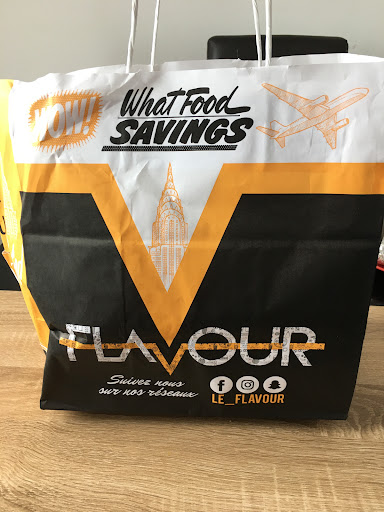 WOW!
What Food
SAVINGS
FLAVOUR
Suivez nous
sur nos réseaux
LE_FLAVOUR